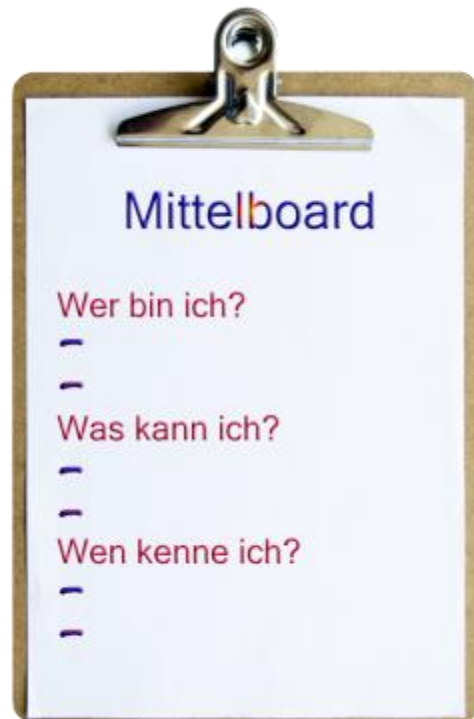 Mittelboard
Wer bin ich?
-
-
Was kann ich?
-
-
Wen kenne ich?
-
-